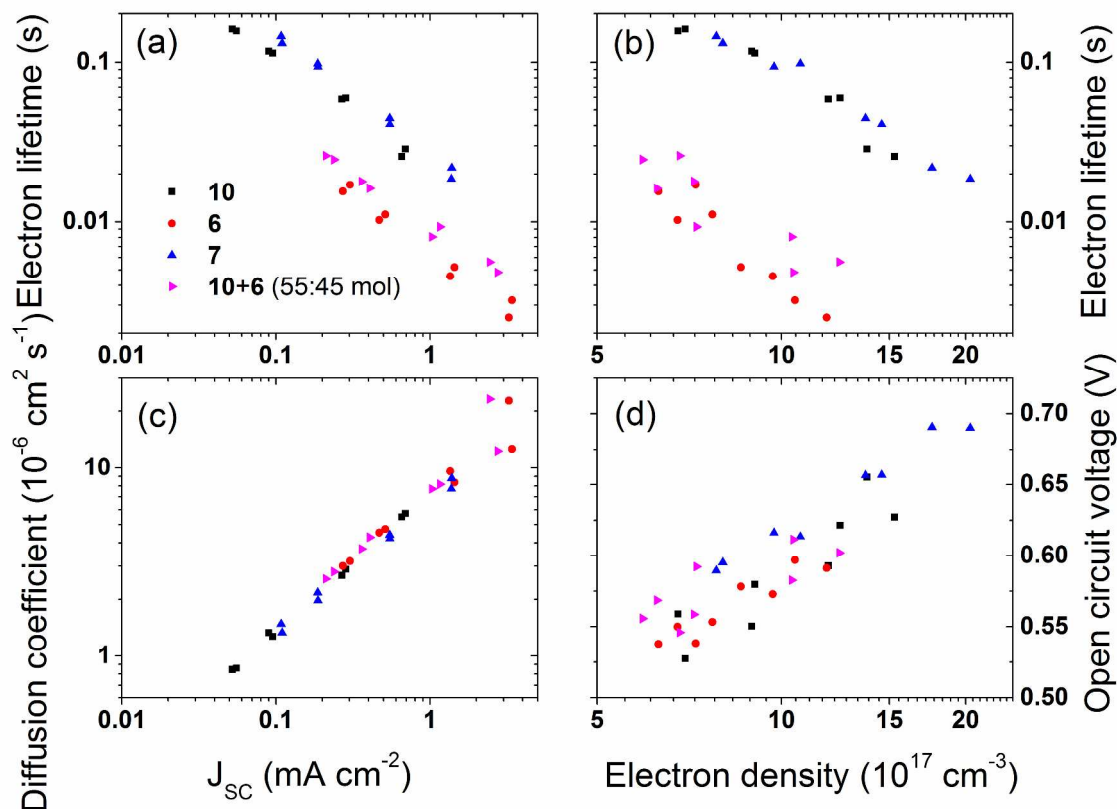 (a)
(b)
0.1
0.1
Electron lifetime (s)
Electron lifetime (s)
10
6
7
10+6 (55:45 mol)
0.01
0.01
0.01
0.1
1
5
10
15
20
(c)
(d)
10
1
Diffusion coefficient (10⁻⁶ cm² s⁻¹)
0.70
0.65
0.60
0.55
0.50
Open circuit voltage (V)
0.01
0.1
1
5
10
15
20
J_SC (mA cm⁻²)
Electron density (10¹⁷ cm⁻³)